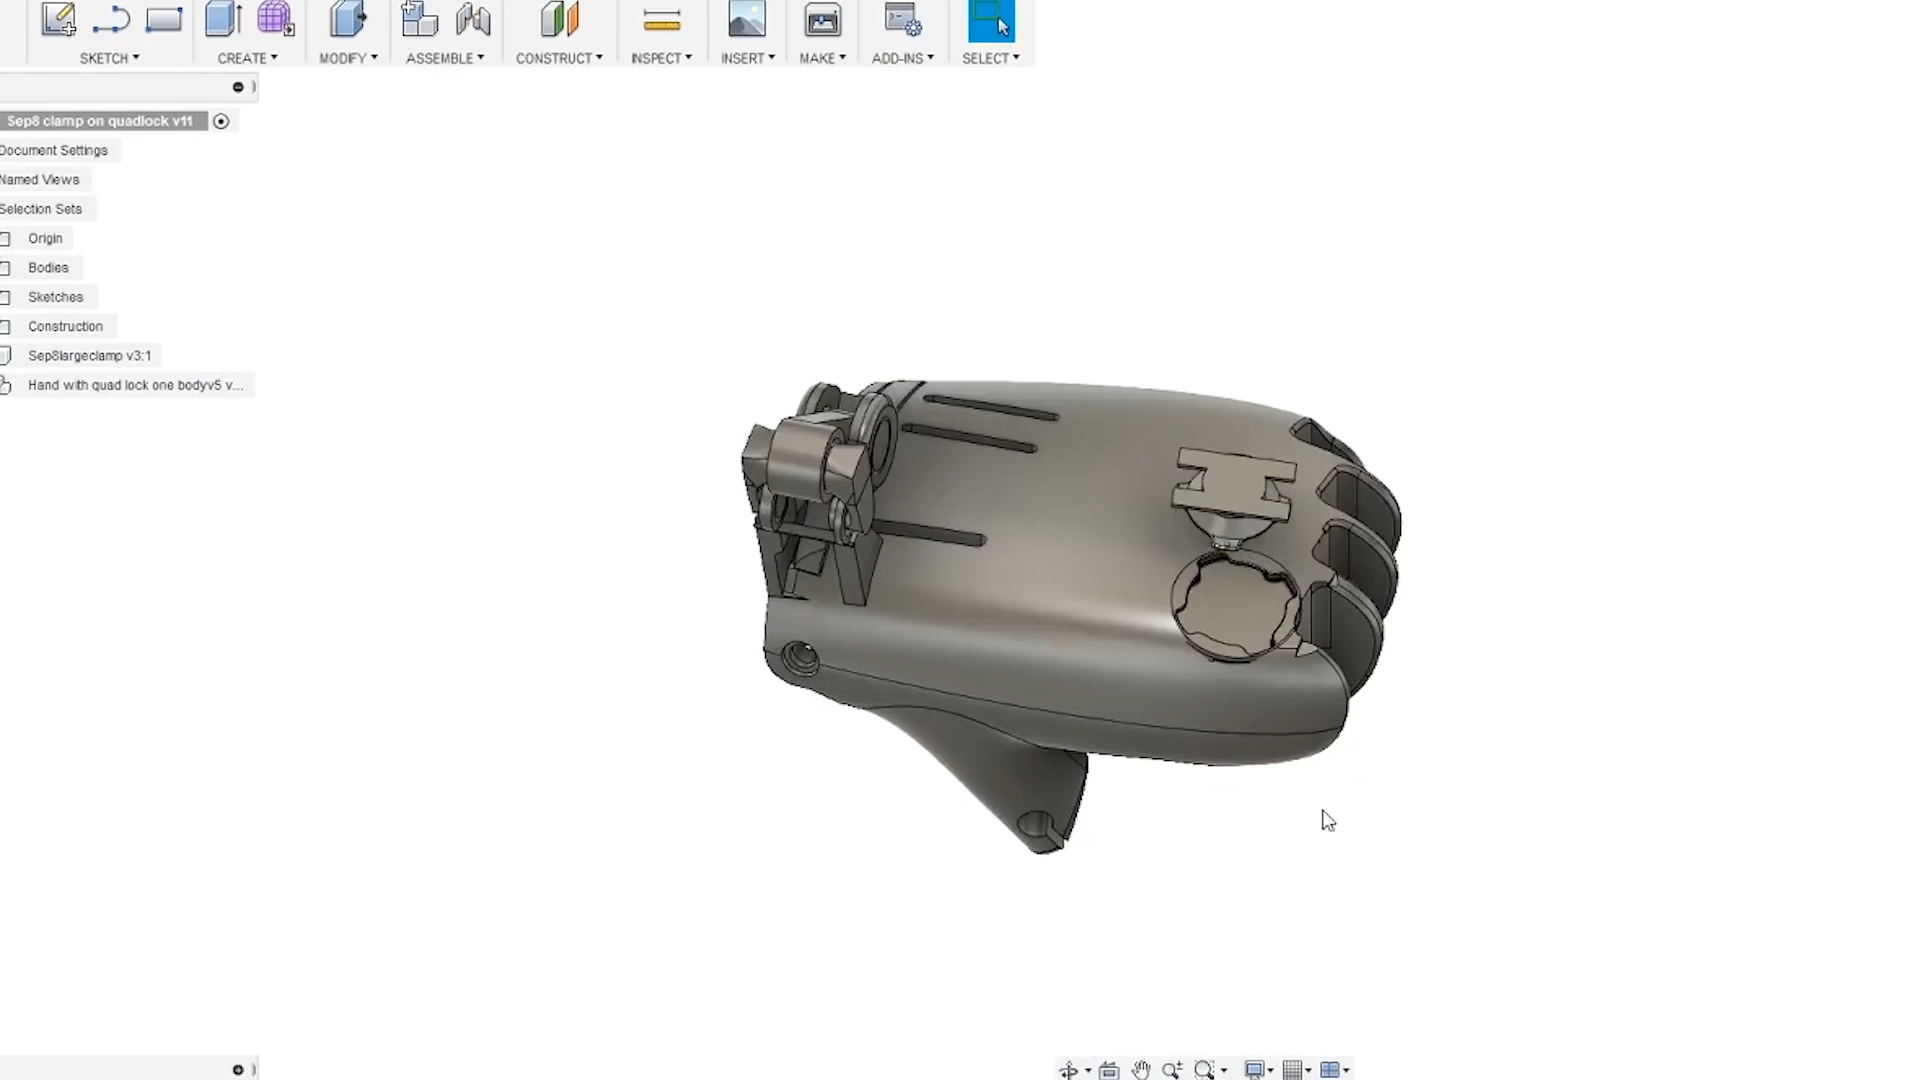 SKETCH CREATE MODIFY ASSEMBLE CONSTRUCT INSPECT INSERT MAKE ADD-INS SELECT
Sep8 clamp on quadlock v11
Document Settings
Named Views
Selection Sets
Origin
Bodies
Sketches
Construction
Sep8largeclamp v3:1
Hand with quad lock one bodyv5 v...